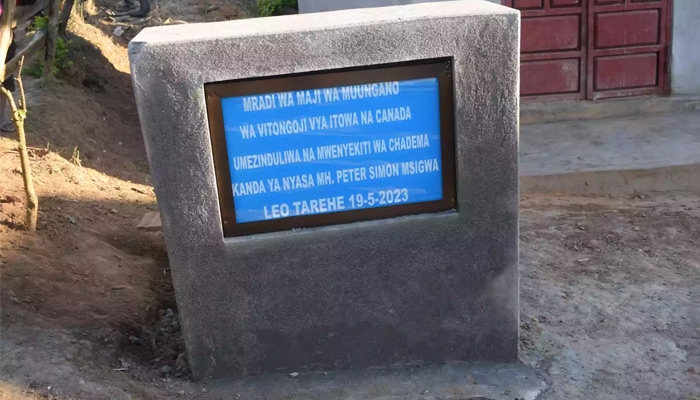 MRADI WA MAJI WA MUUNGANO
WA VITONGOJI VYA ITOWA NA CANADA
UMEZINDULIWA NA MWENYEKITI WA CHADEMA
KANDA YA NYASA MH. PETER SIMON MSIGWA
LEO TAREHE 19-5-2023